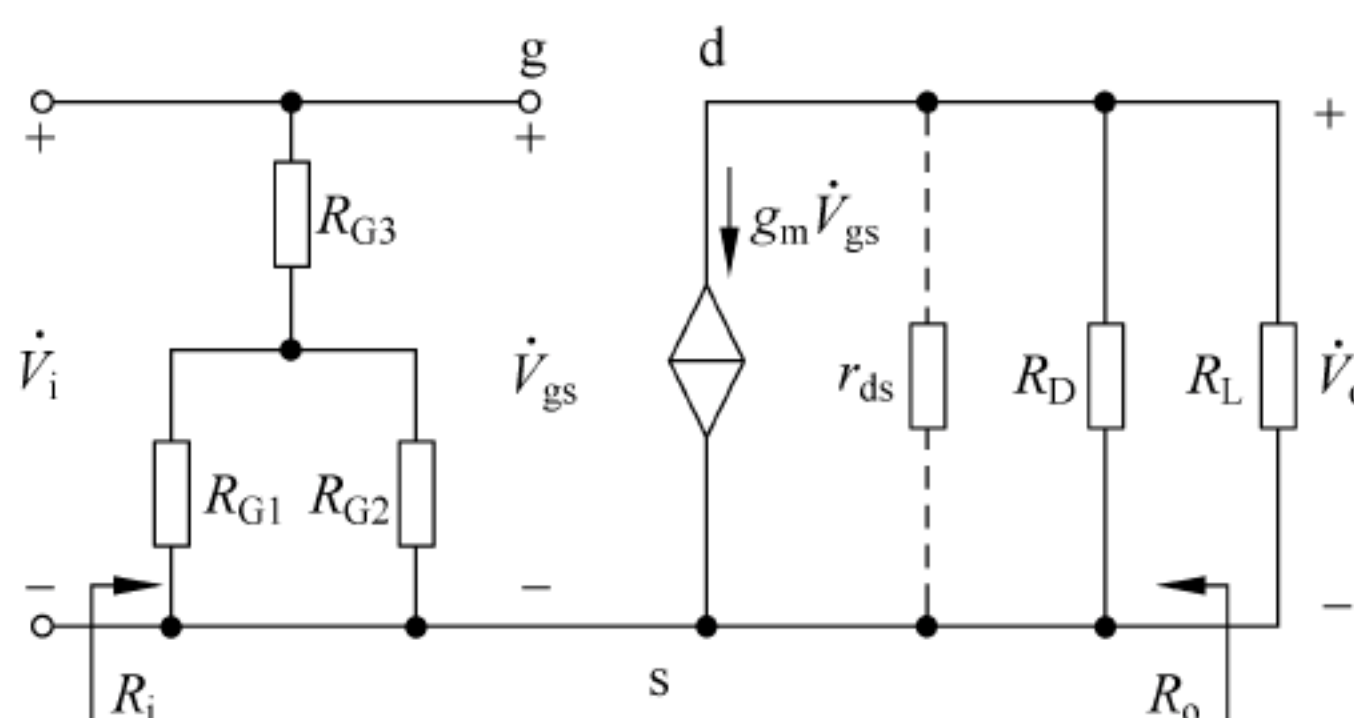 g d
+ + +
R_G3 g_m V̇_gs
V̇_i V̇_gs r_ds R_D R_L
R_G1 R_G2
− − −
s
R_i R_o